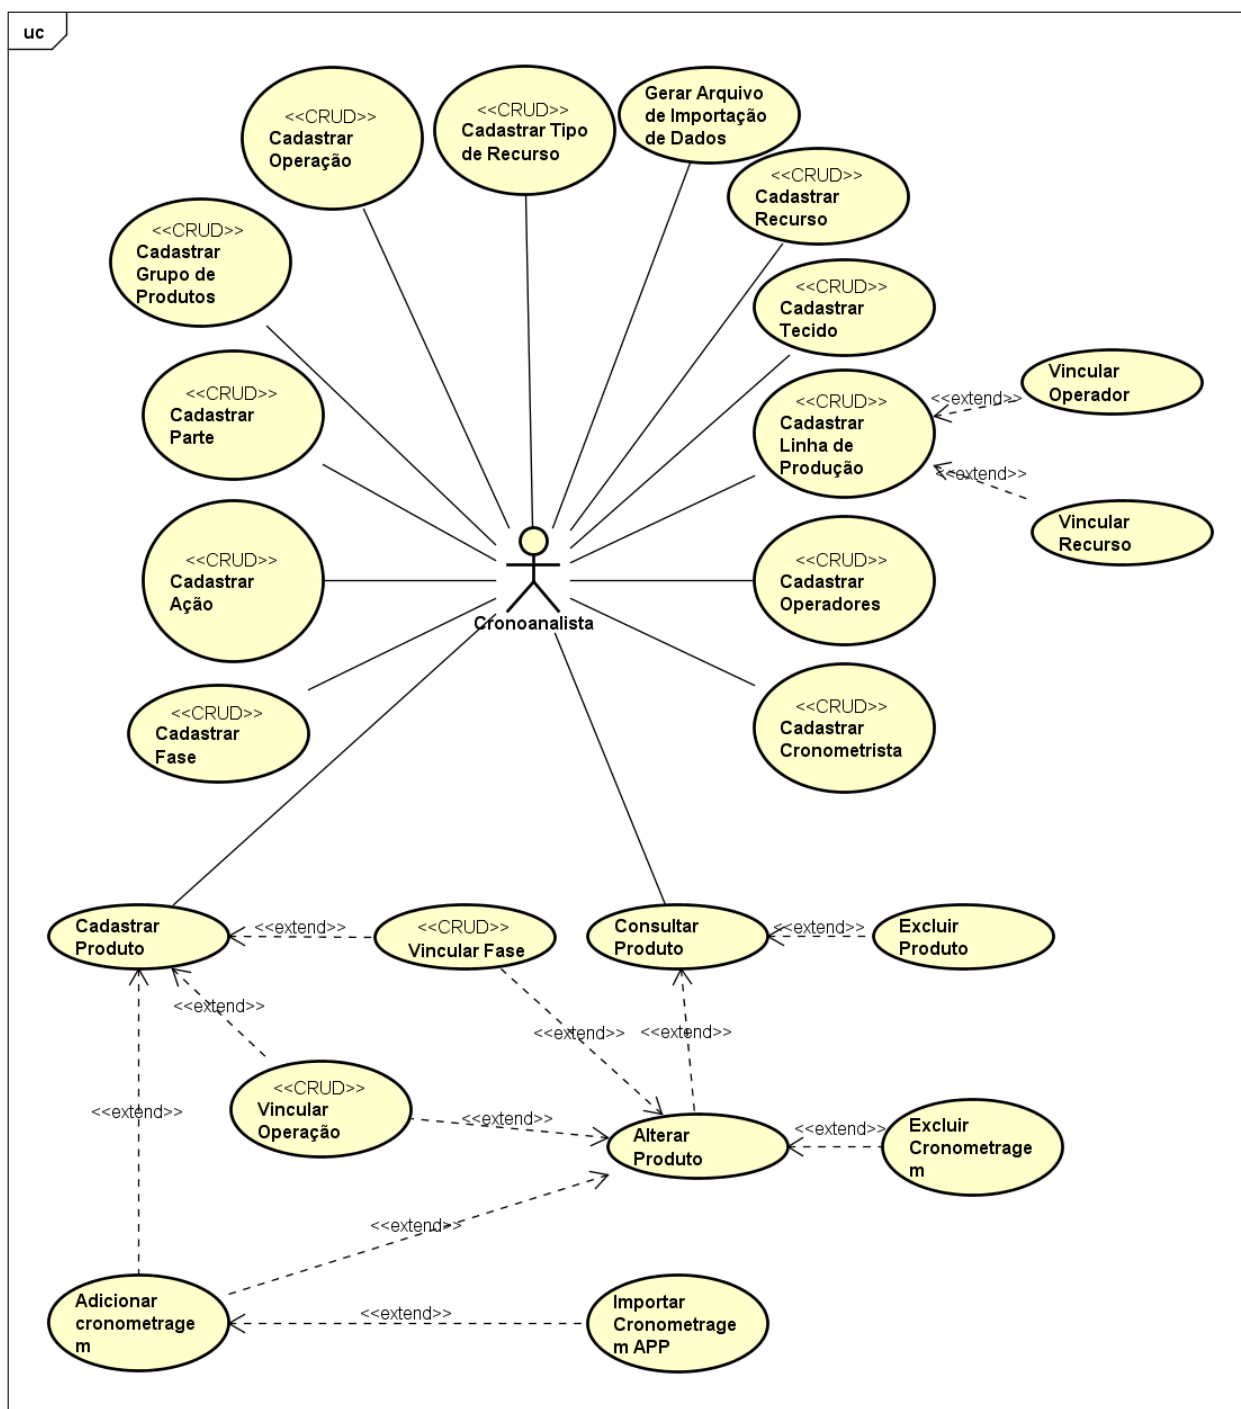 uc
<<CRUD>>
Cadastrar
Operação
<<CRUD>>
Cadastrar Tipo
de Recurso
Gerar Arquivo
de Importação
de Dados
<<CRUD>>
Cadastrar
Recurso
<<CRUD>>
Cadastrar
Grupo de
Produtos
<<CRUD>>
Cadastrar
Tecido
<<CRUD>>
Cadastrar
Parte
<<CRUD>>
Cadastrar
Linha de
Produção
<<extend>>
Vincular
Operador
<<extend>>
Vincular
Recurso
<<CRUD>>
Cadastrar
Ação
Cronoanalista
<<CRUD>>
Cadastrar
Operadores
<<CRUD>>
Cadastrar
Fase
<<CRUD>>
Cadastrar
Cronometrista
Cadastrar
Produto
<<extend>>
<<CRUD>>
Vincular Fase
Consultar
Produto
<<extend>>
Excluir
Produto
<<extend>>
<<extend>>
<<extend>>
<<extend>>
<<CRUD>>
Vincular
Operação
<<extend>>
Alterar
Produto
<<extend>>
Excluir
Cronometrage
m
<<extend>>
Adicionar
cronometrage
m
<<extend>>
Importar
Cronometrage
m APP